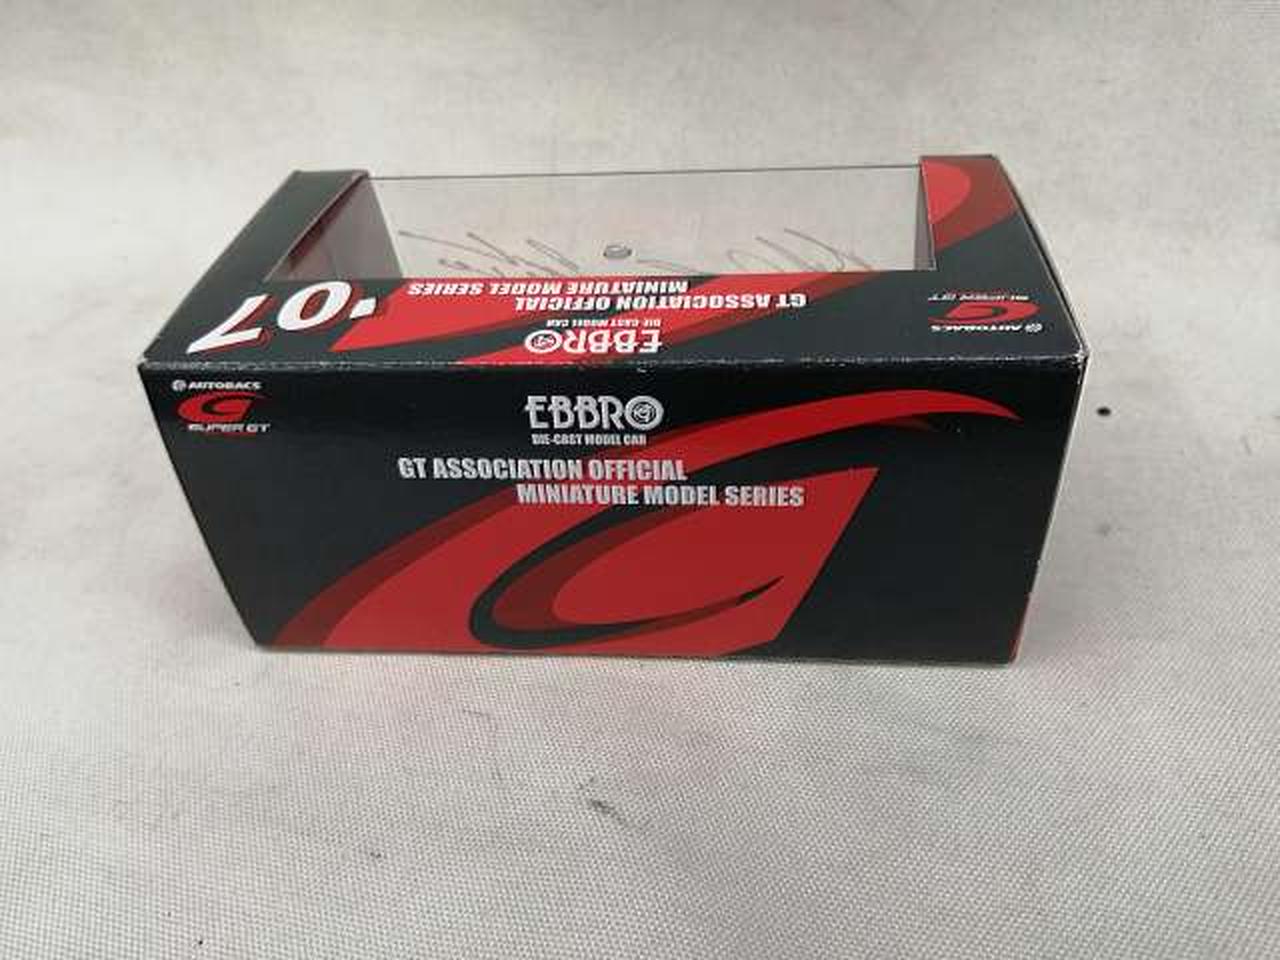 '07
GT ASSOCIATION OFFICIAL
MINIATURE MODEL SERIES
EBBRO
DIE-CAST MODEL CAR
AUTOBACS
SUPER GT
AUTOBACS
SUPER GT
EBBRO
DIE-CAST MODEL CAR
GT ASSOCIATION OFFICIAL
MINIATURE MODEL SERIES